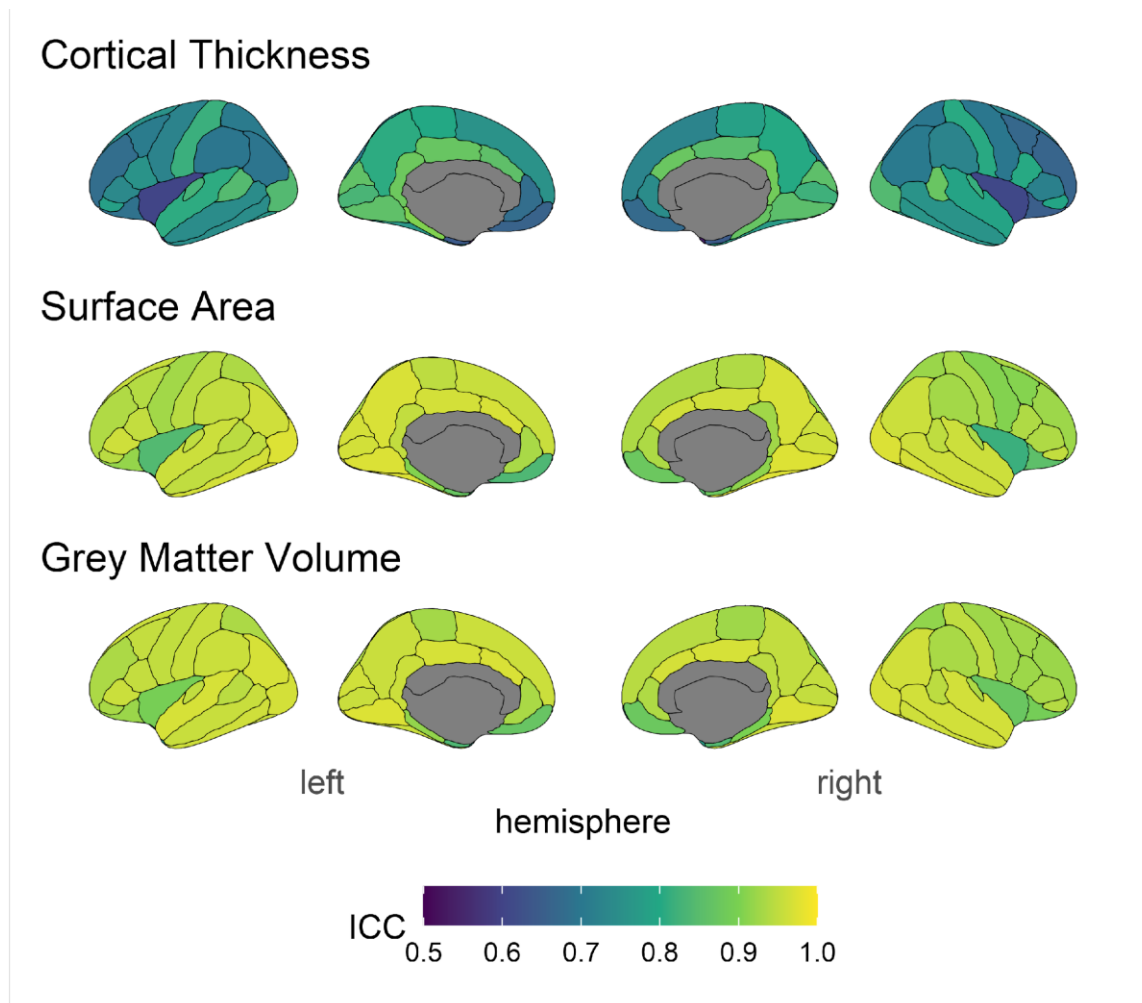 Cortical Thickness
Surface Area
Grey Matter Volume
left right
hemisphere
ICC
0.5 0.6 0.7 0.8 0.9 1.0